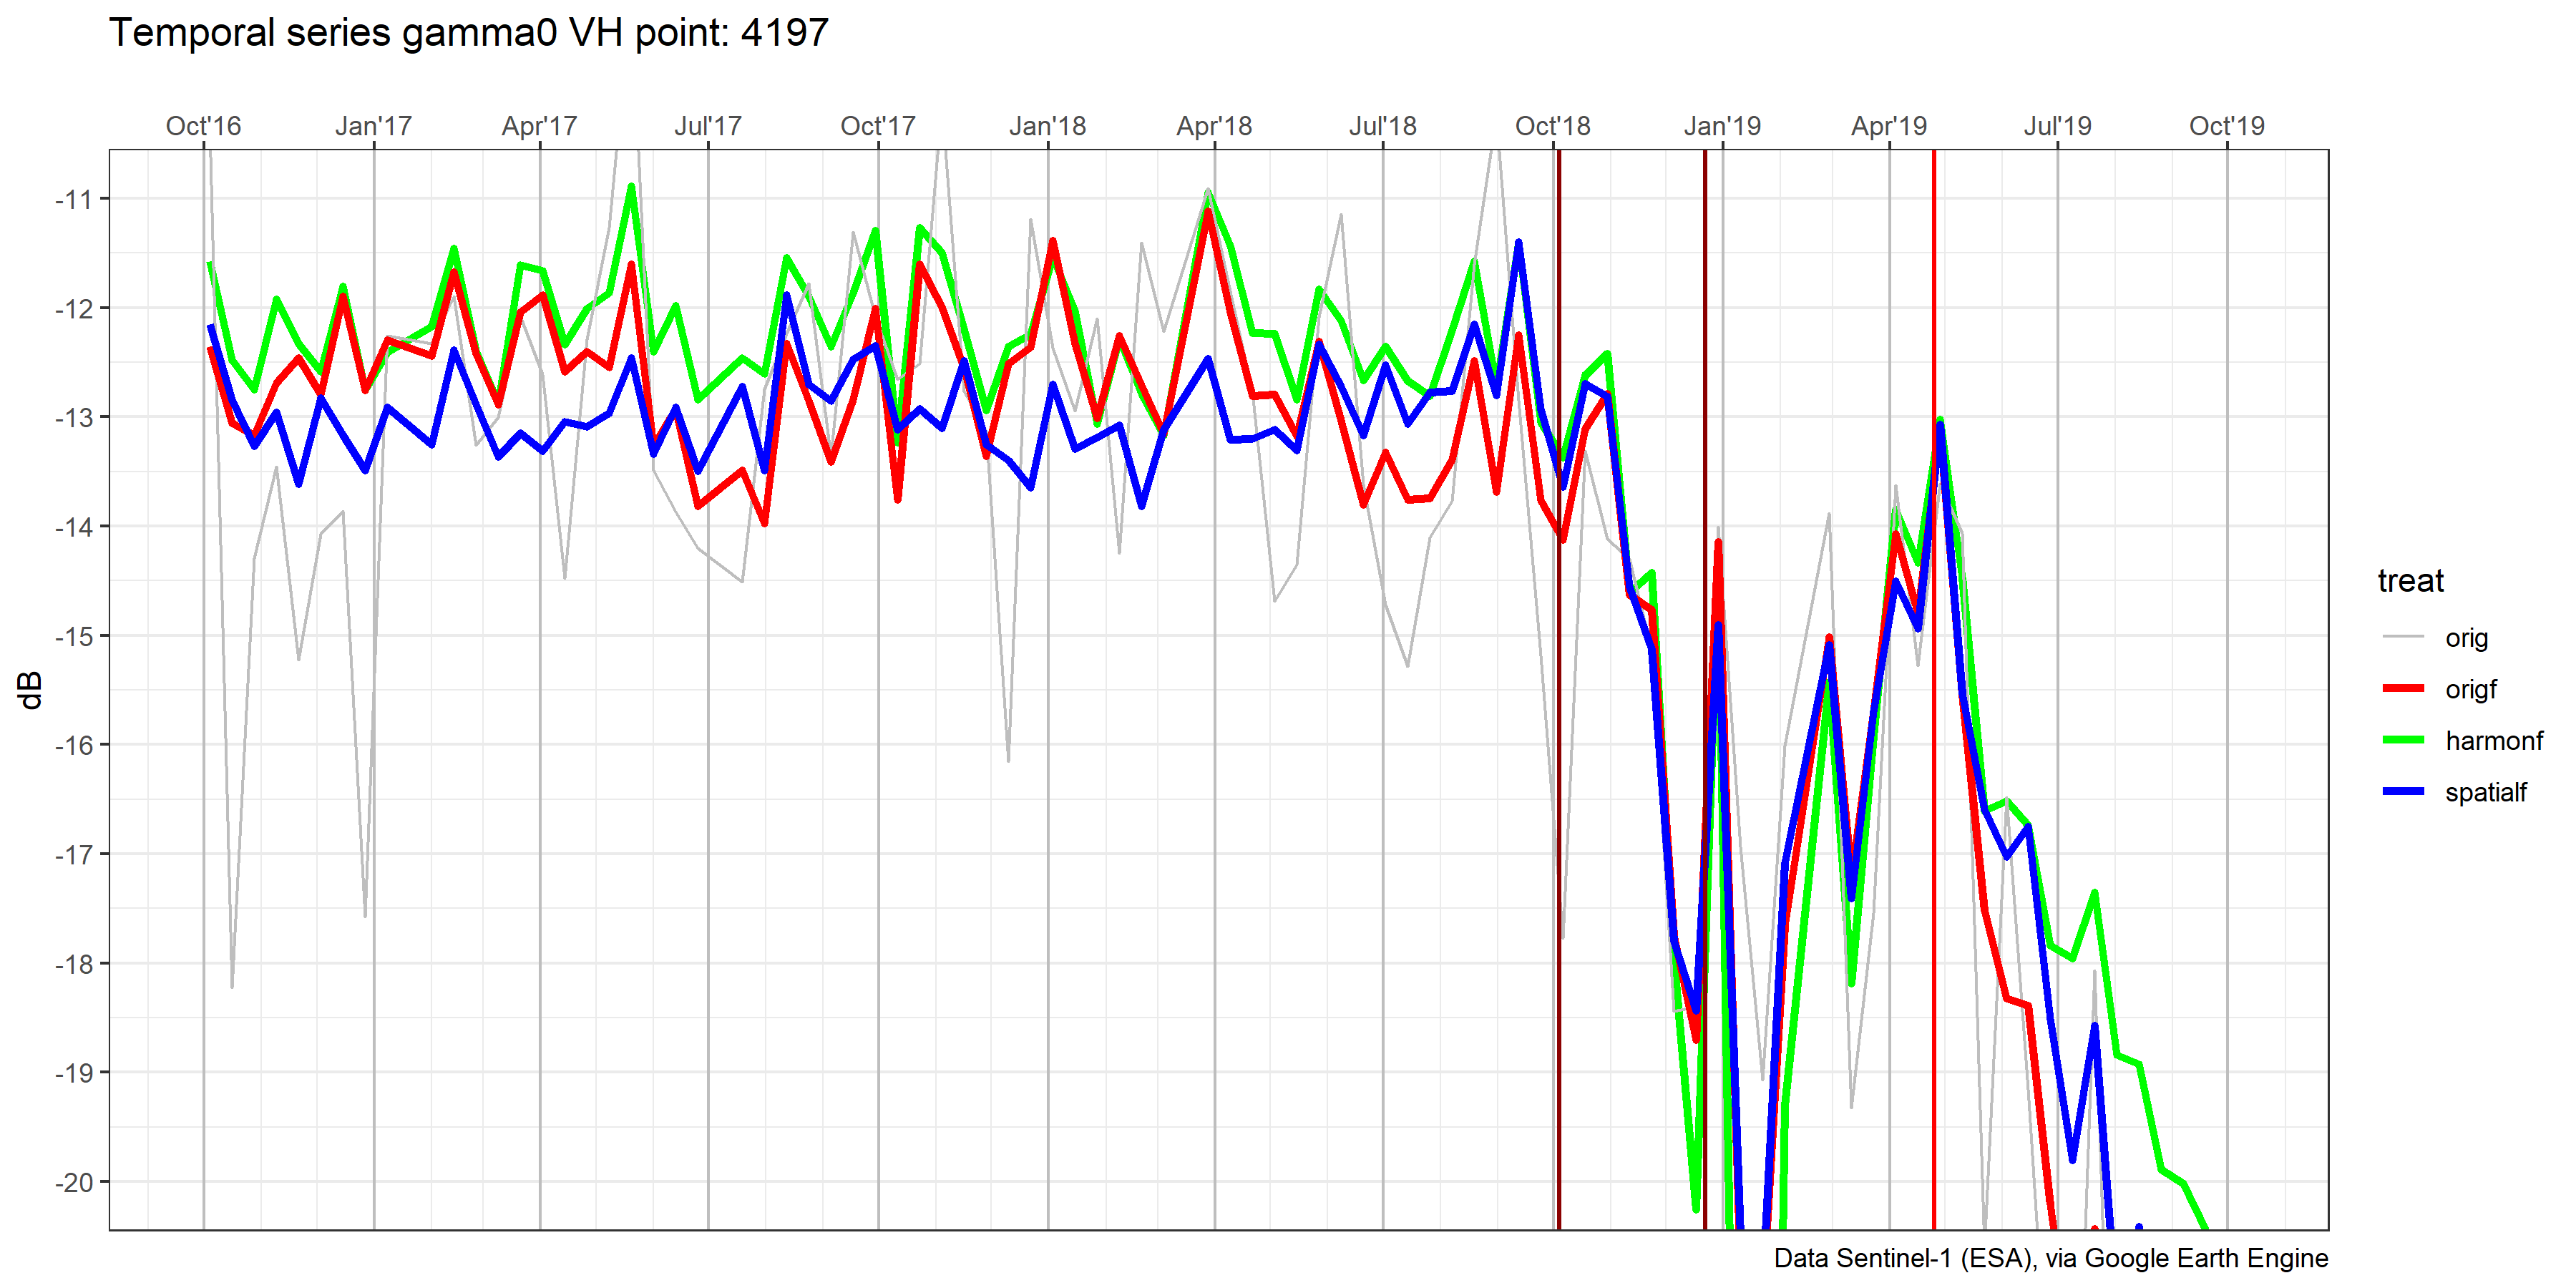 Temporal series gamma0 VH point: 4197
Oct'16 Jan'17 Apr'17 Jul'17 Oct'17 Jan'18 Apr'18 Jul'18 Oct'18 Jan'19 Apr'19 Jul'19 Oct'19
-11
-12
-13
-14
-15
-16
-17
-18
-19
-20
dB
treat
orig
origf
harmonf
spatialf
Data Sentinel-1 (ESA), via Google Earth Engine